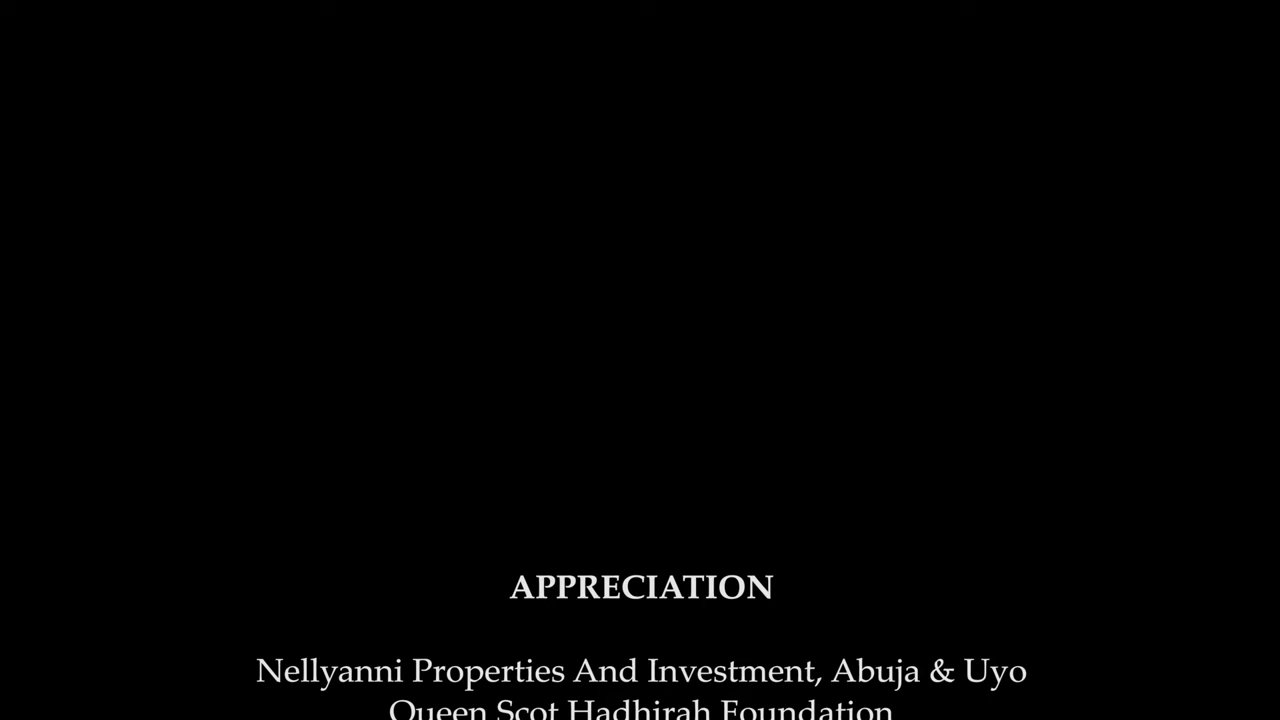 APPRECIATION
Nellyanni Properties And Investment, Abuja & Uyo
Queen Scot Hadhirah Foundation